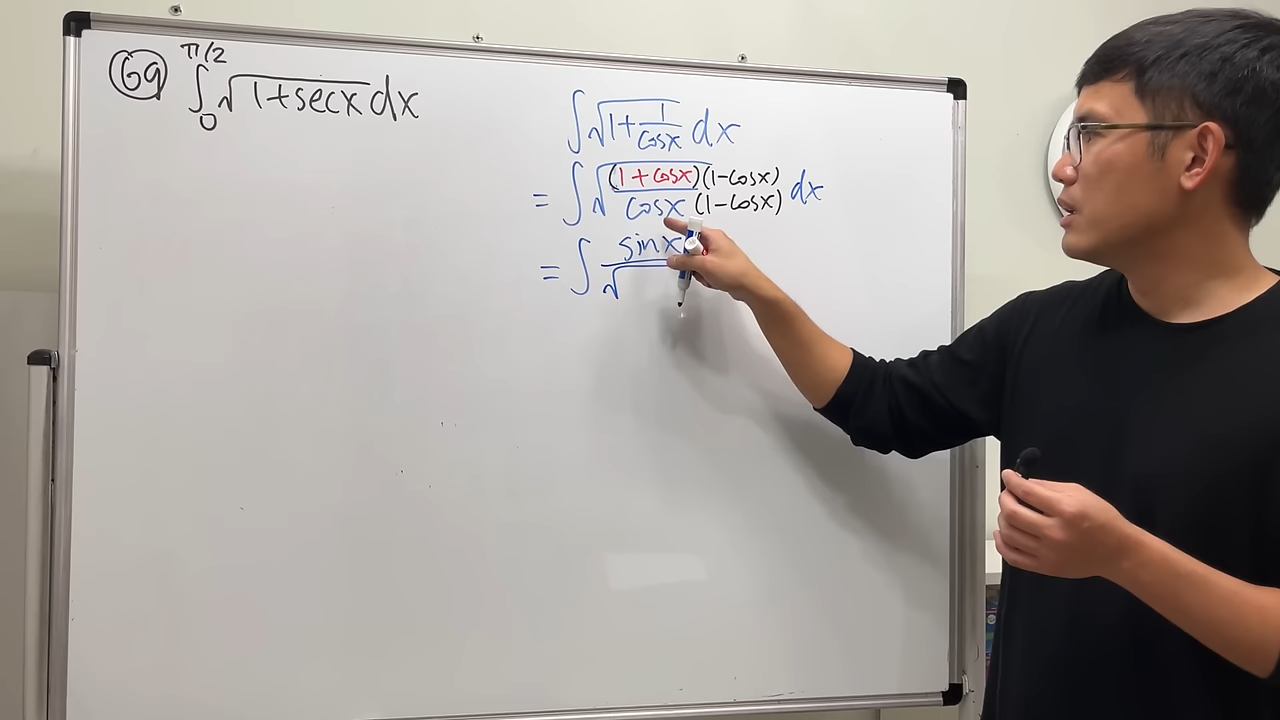 69 ∫₀^(π/2) √(1+secx) dx
∫√(1+1/cosx) dx
= ∫√((1+cosx)(1-cosx)/cosx(1-cosx)) dx
= ∫ sinx/√